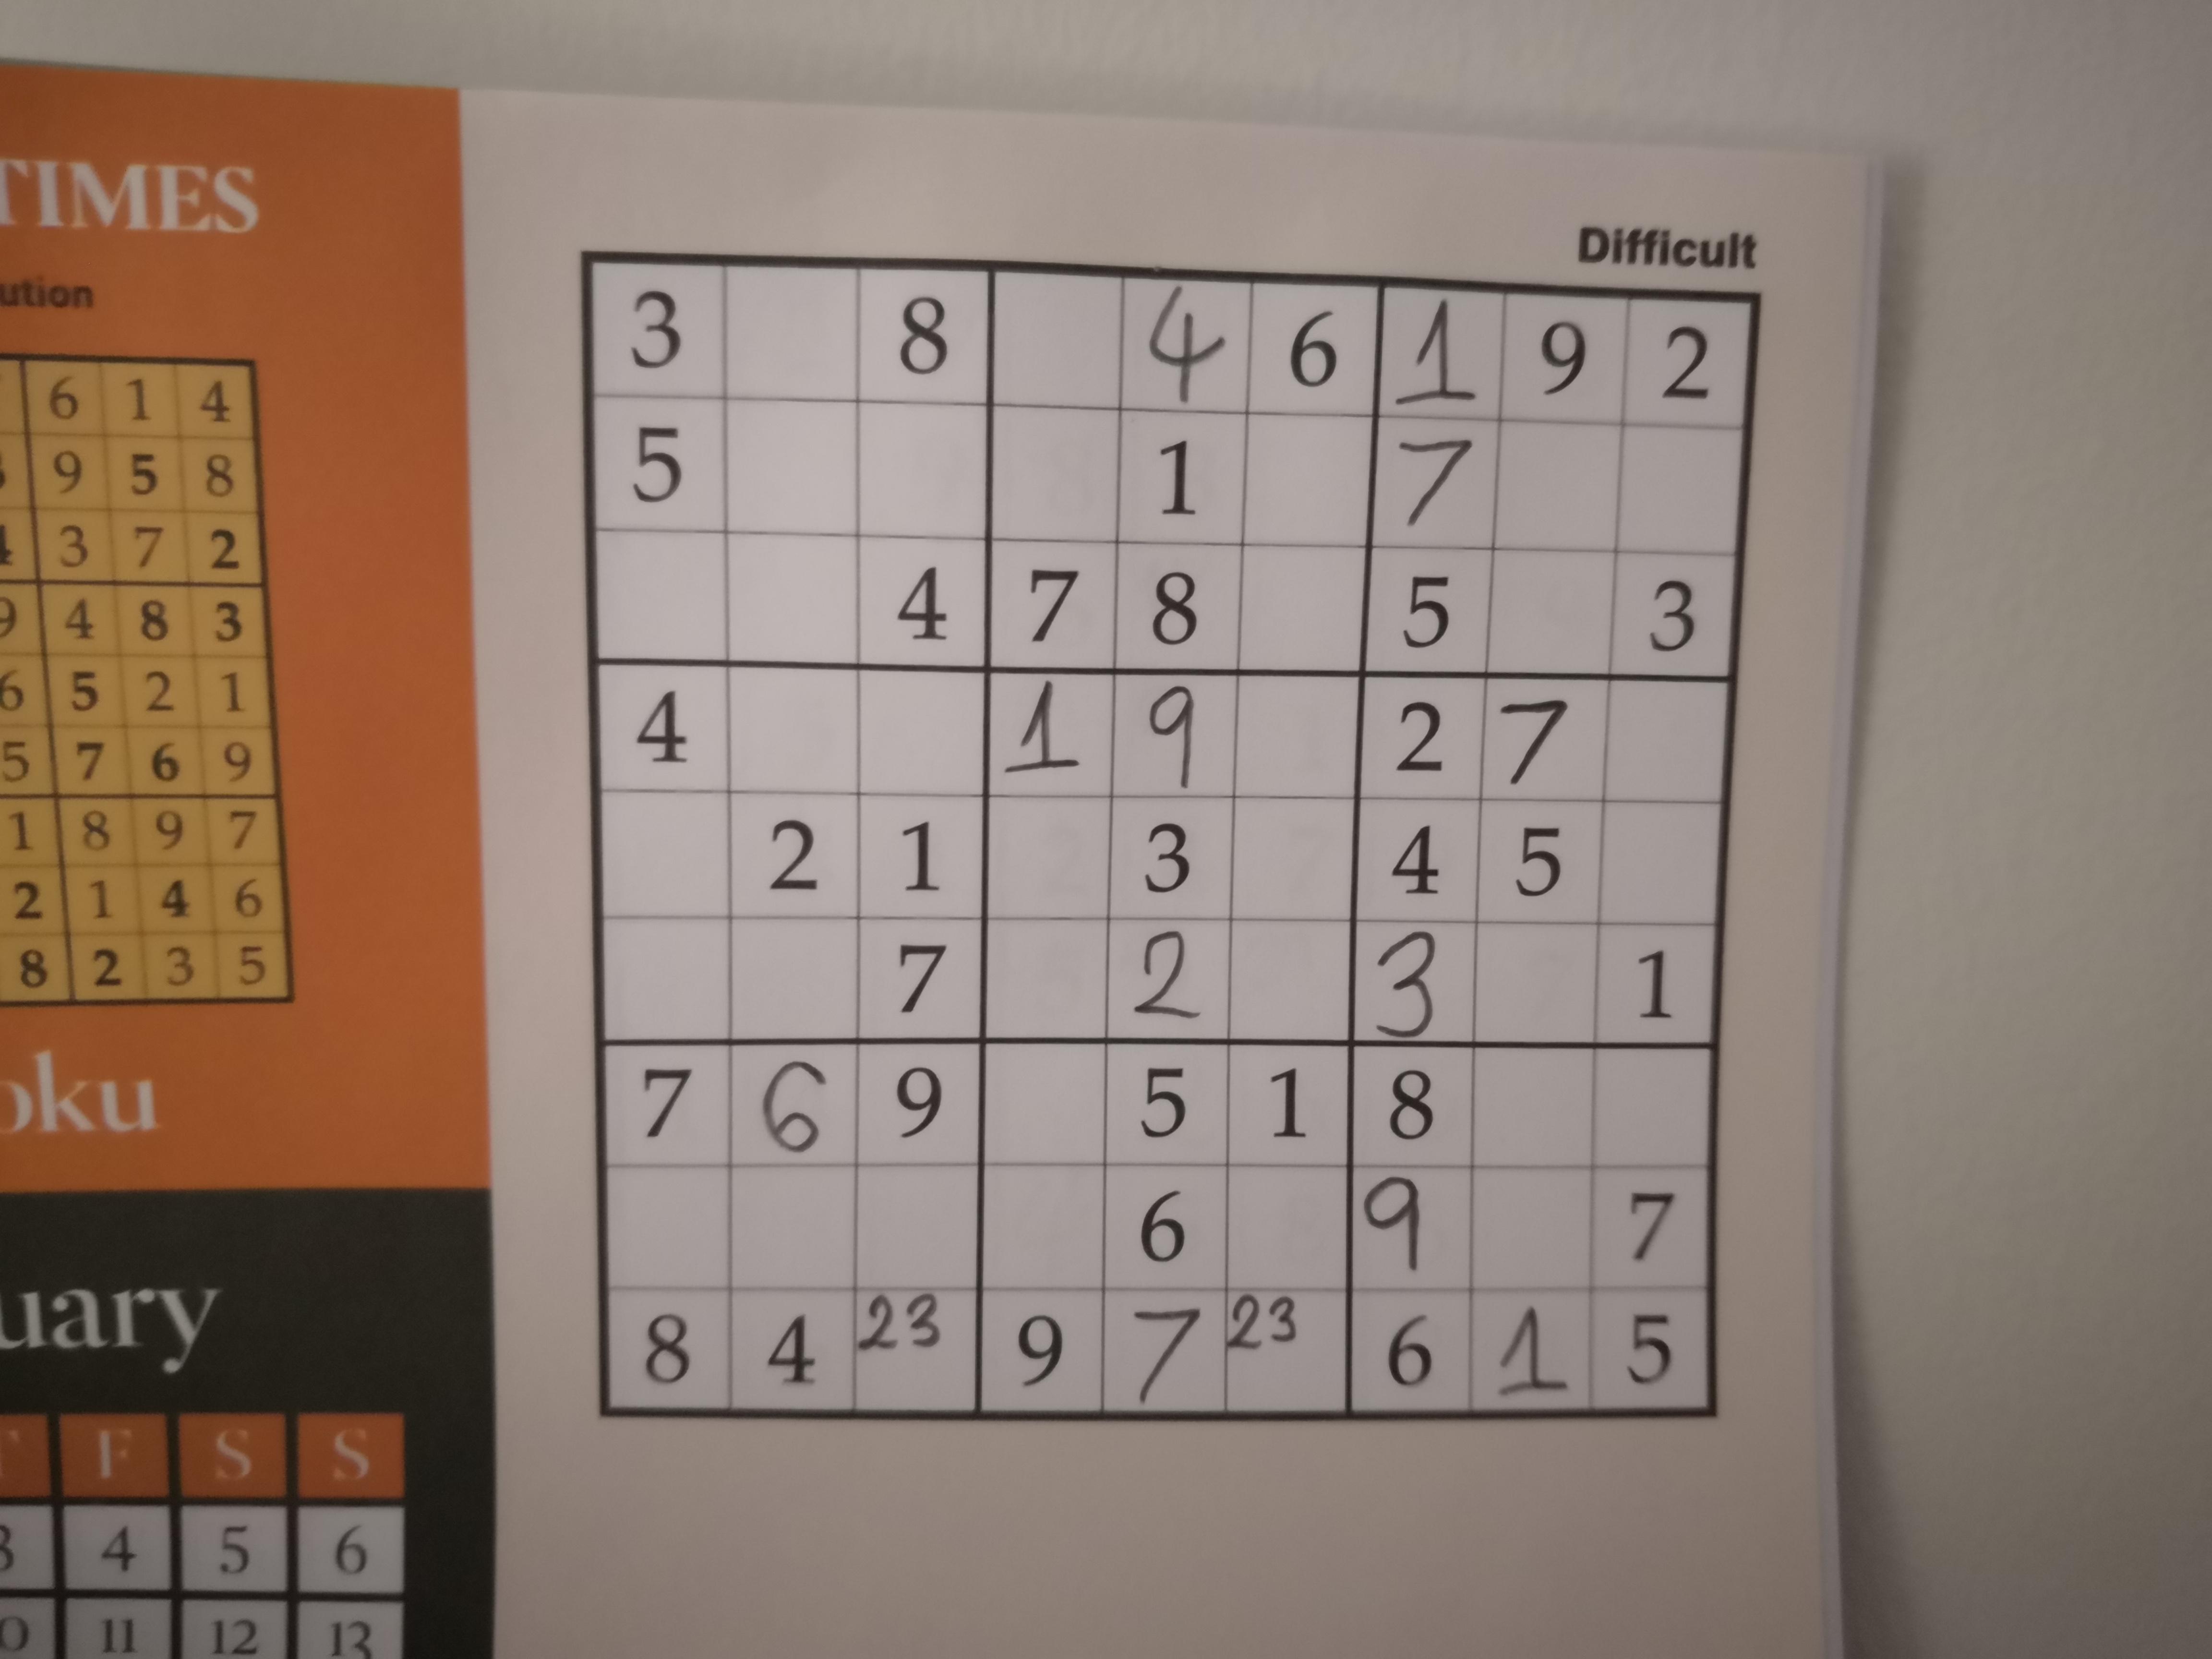 TIMES
ution
6 1 4
9 5 8
3 7 2
9 4 8 3
6 5 2 1
5 7 6 9
1 8 9 7
2 1 4 6
8 2 3 5
oku
uary
F S S
4 5 6
11 12 13
Difficult
3 8 4 6 1 9 2
5 1 7
4 7 8 5 3
4 1 9 2 7
2 1 3 4 5
7 2 3 1
7 6 9 5 1 8
6 9 7
8 4 23 9 7 23 6 1 5